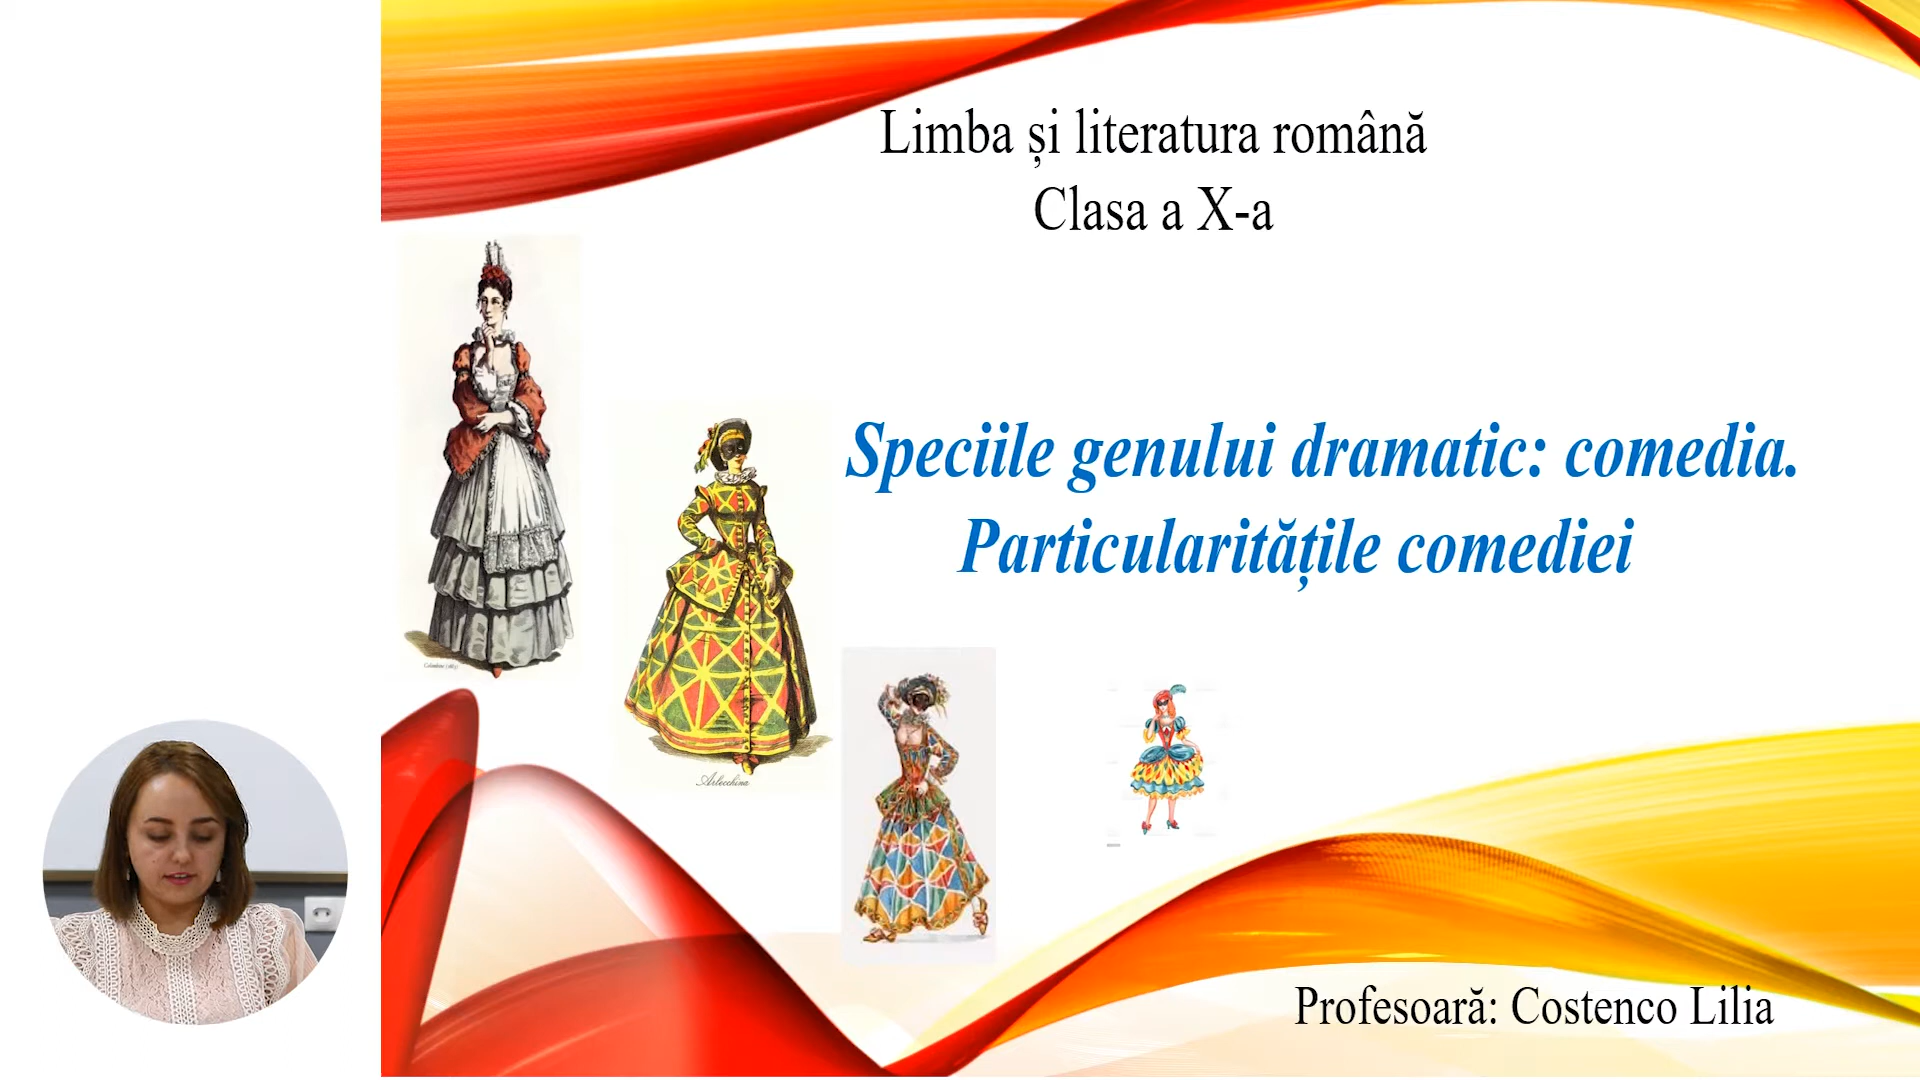 Limba și literatura română
Clasa a X-a
Speciile genului dramatic: comedia.
Particularitățile comediei
Arlecchina
Profesoară: Costenco Lilia